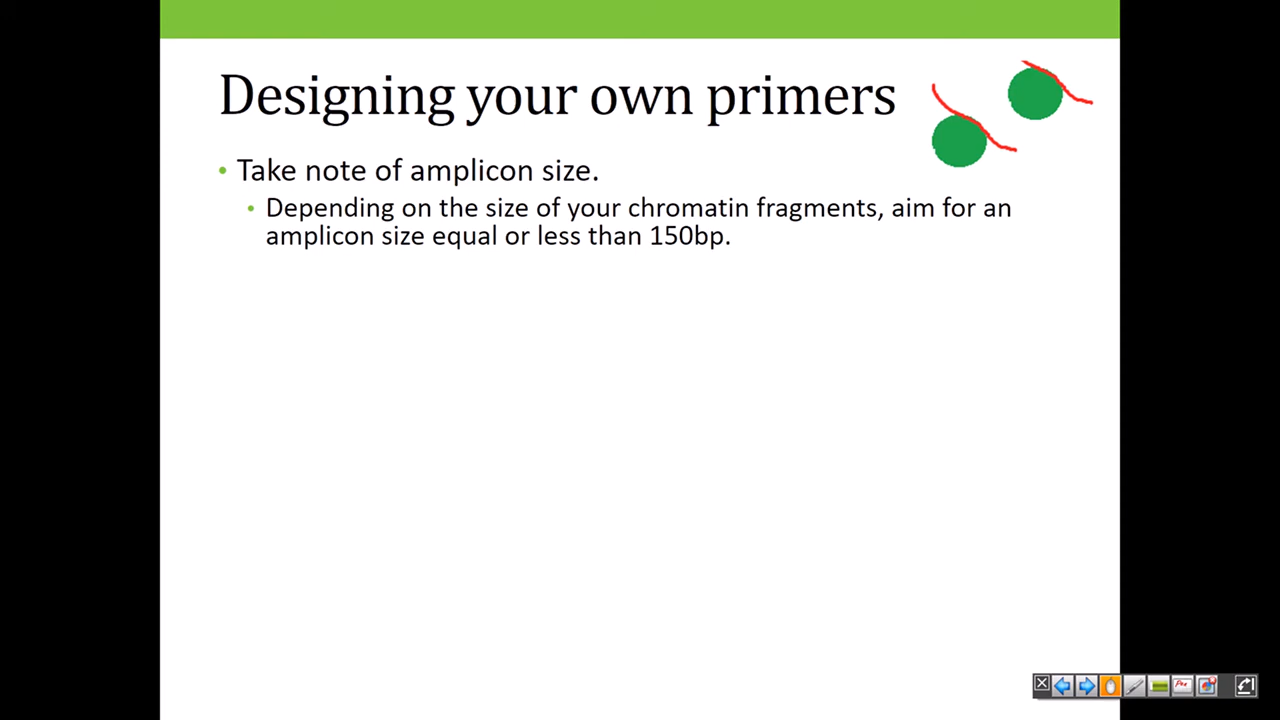 Designing your own primers
• Take note of amplicon size.
• Depending on the size of your chromatin fragments, aim for an
amplicon size equal or less than 150bp.